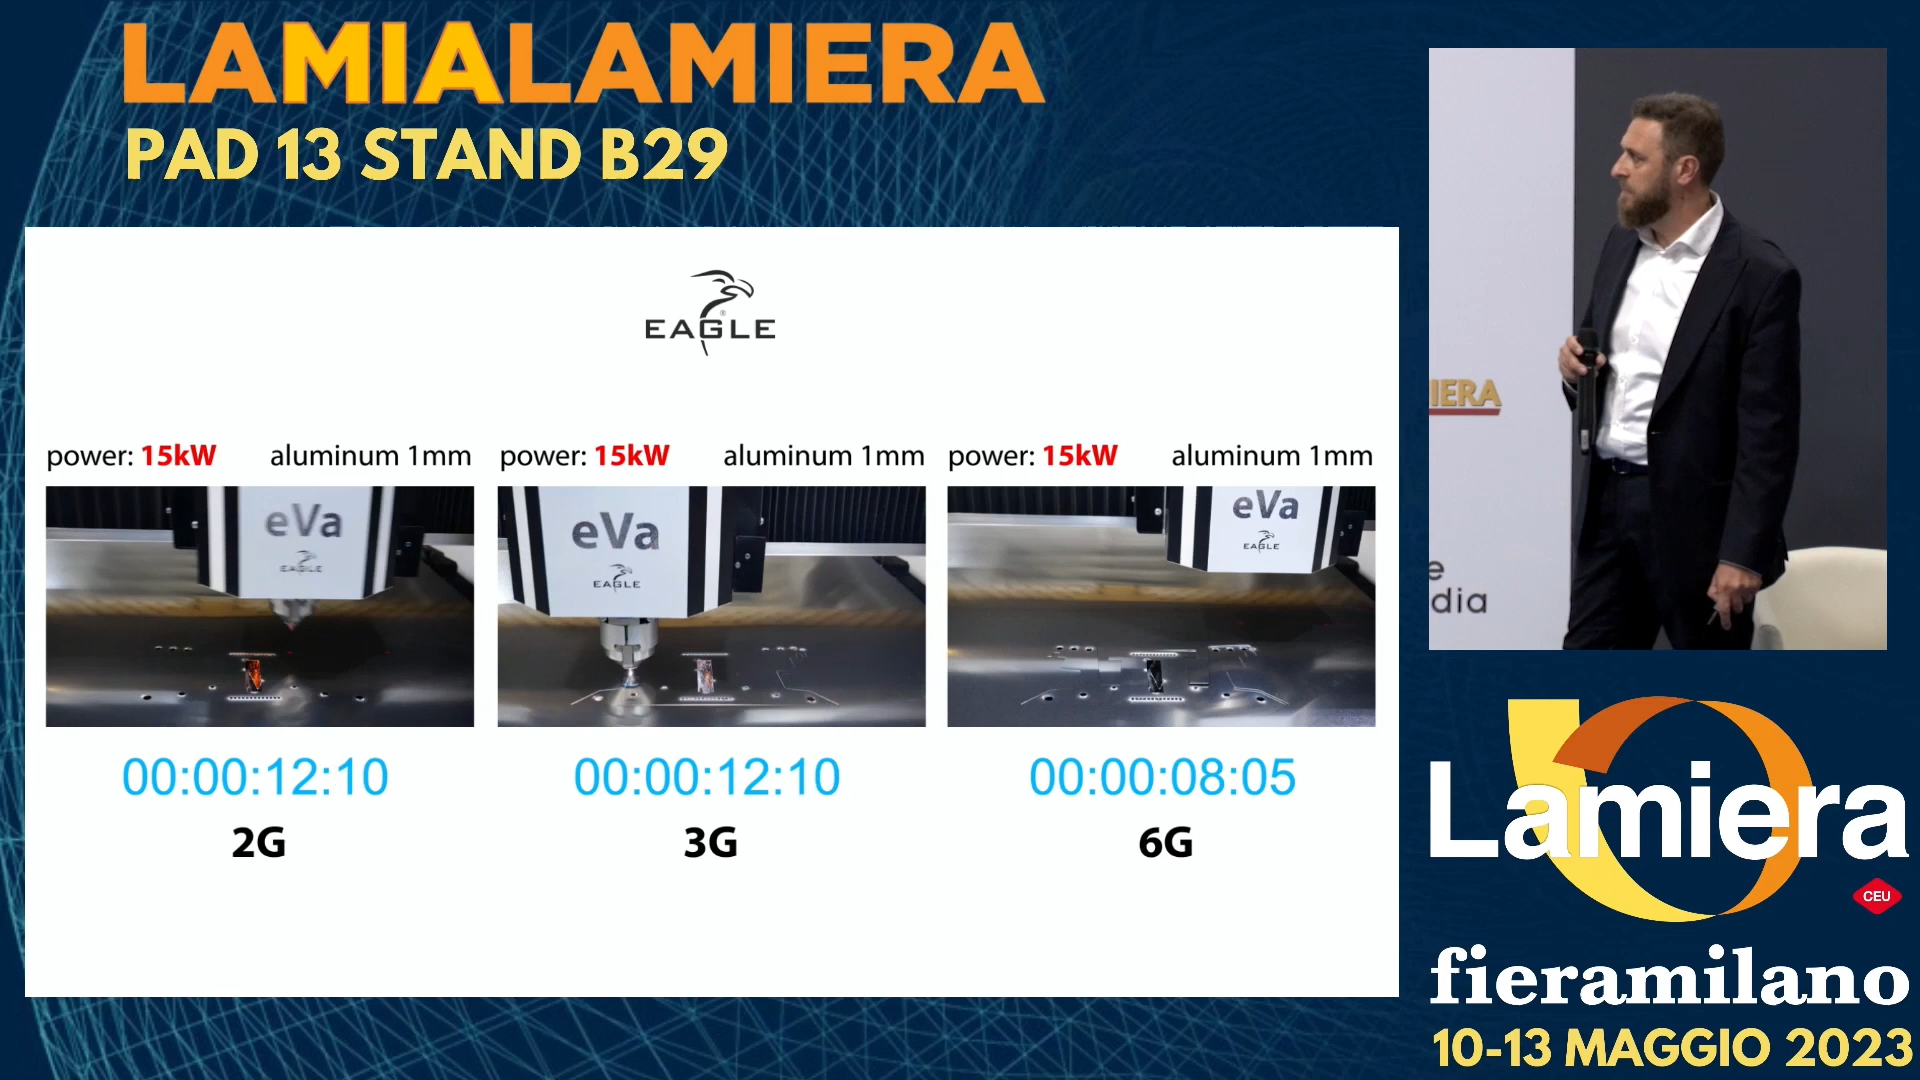 LAMIALAMIERA
PAD 13 STAND B29
EAGLE
power: 15kW aluminum 1mm
power: 15kW aluminum 1mm
power: 15kW aluminum 1mm
eVa
EAGLE
eVa
EAGLE
eVa
EAGLE
00:00:12:10
00:00:12:10
00:00:08:05
2G
3G
6G
IERA
e
dia
Lamiera
CEU
fieramilano
10-13 MAGGIO 2023